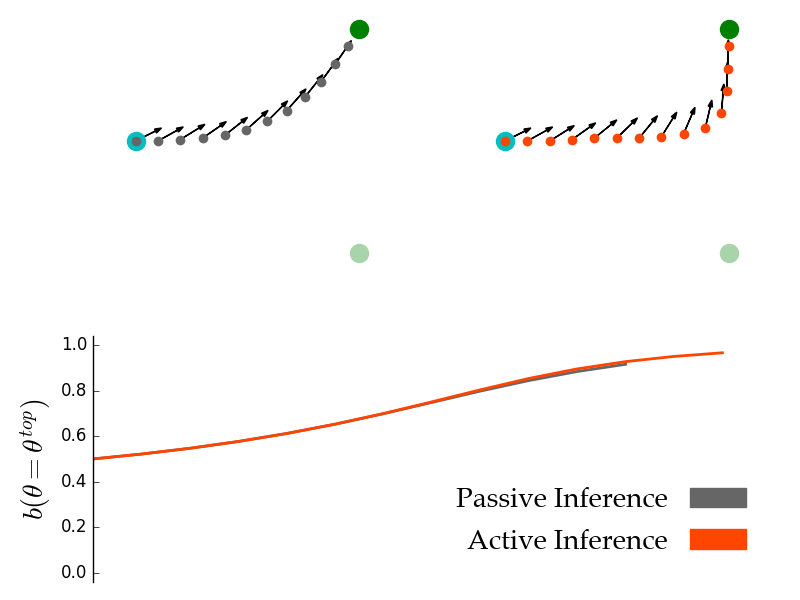 1.0
0.8
0.6
0.4
0.2
0.0
b(θ = θ^{top})
Passive Inference
Active Inference